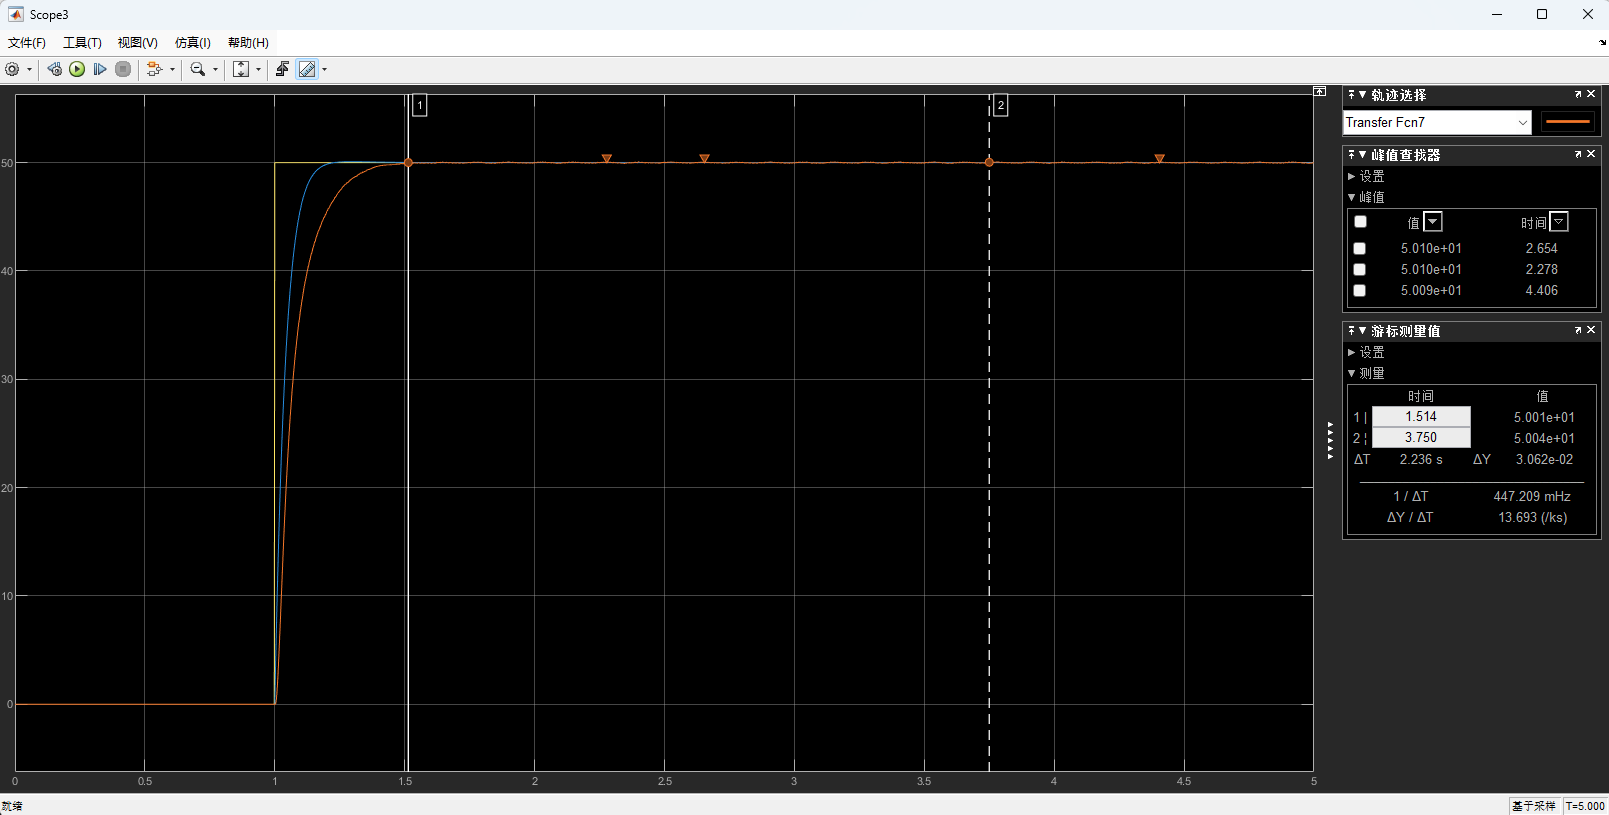 Scope3
文件(F) 工具(T) 视图(V) 仿真(I) 帮助(H)
1
2
50
40
30
20
10
0
0 0.5 1 1.5 2 2.5 3 3.5 4 4.5 5
轨迹选择
Transfer Fcn7
峰值查找器
设置
峰值
值 时间
5.010e+01 2.654
5.010e+01 2.278
5.009e+01 4.406
游标测量值
设置
测量
时间 值
1 | 1.514 5.001e+01
2 ¦ 3.750 5.004e+01
ΔT 2.236 s ΔY 3.062e-02
1 / ΔT 447.209 mHz
ΔY / ΔT 13.693 (/ks)
就绪
基于采样 T=5.000